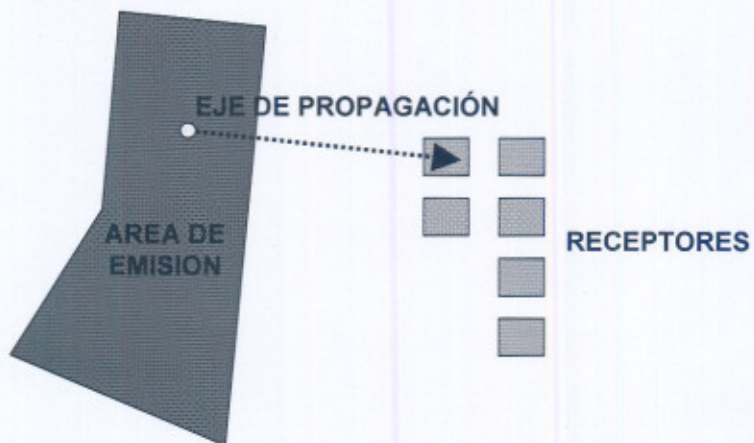 EJE DE PROPAGACIÓN
AREA DE
EMISION
RECEPTORES